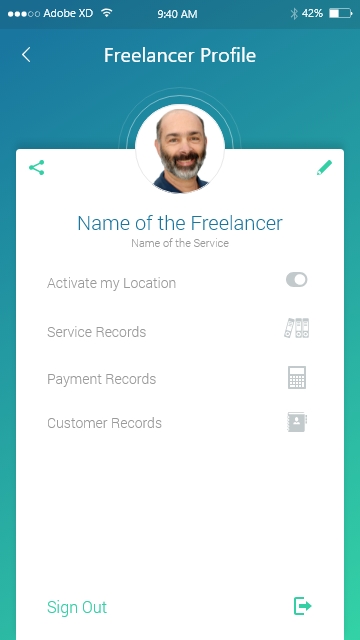 Adobe XD 9:40 AM 42%
Freelancer Profile
Name of the Freelancer
Name of the Service
Activate my Location
Service Records
Payment Records
Customer Records
Sign Out